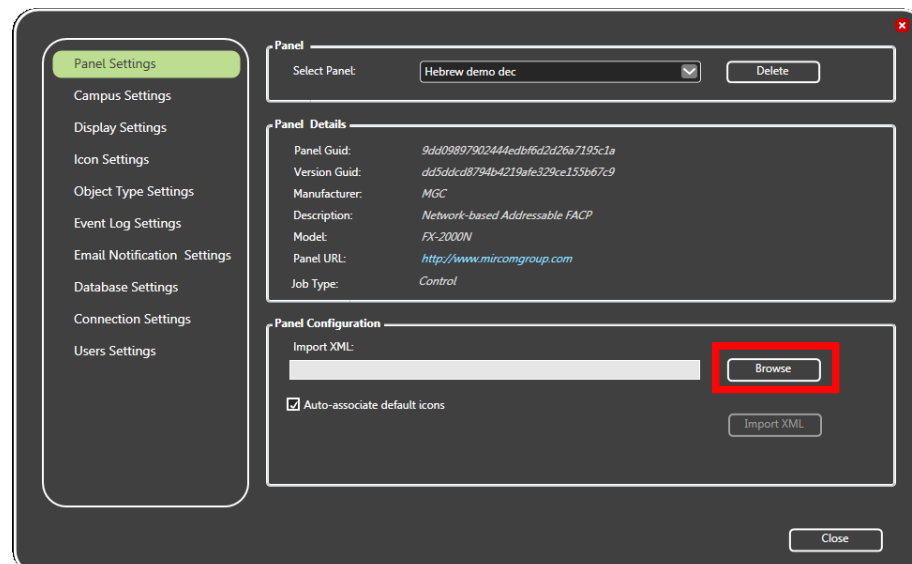 Panel Settings
Campus Settings
Display Settings
Icon Settings
Object Type Settings
Event Log Settings
Email Notification Settings
Database Settings
Connection Settings
Users Settings
Panel
Select Panel: Hebrew demo dec Delete
Panel Details
Panel Guid: 9dd09897902444edbf6d2d26a7195c1a
Version Guid: dd5ddcd8794b4219afe329ce155b67c9
Manufacturer: MGC
Description: Network-based Addressable FACP
Model: FX-2000N
Panel URL: http://www.mircomgroup.com
Job Type: Control
Panel Configuration
Import XML:
Browse
Auto-associate default icons
Import XML
Close